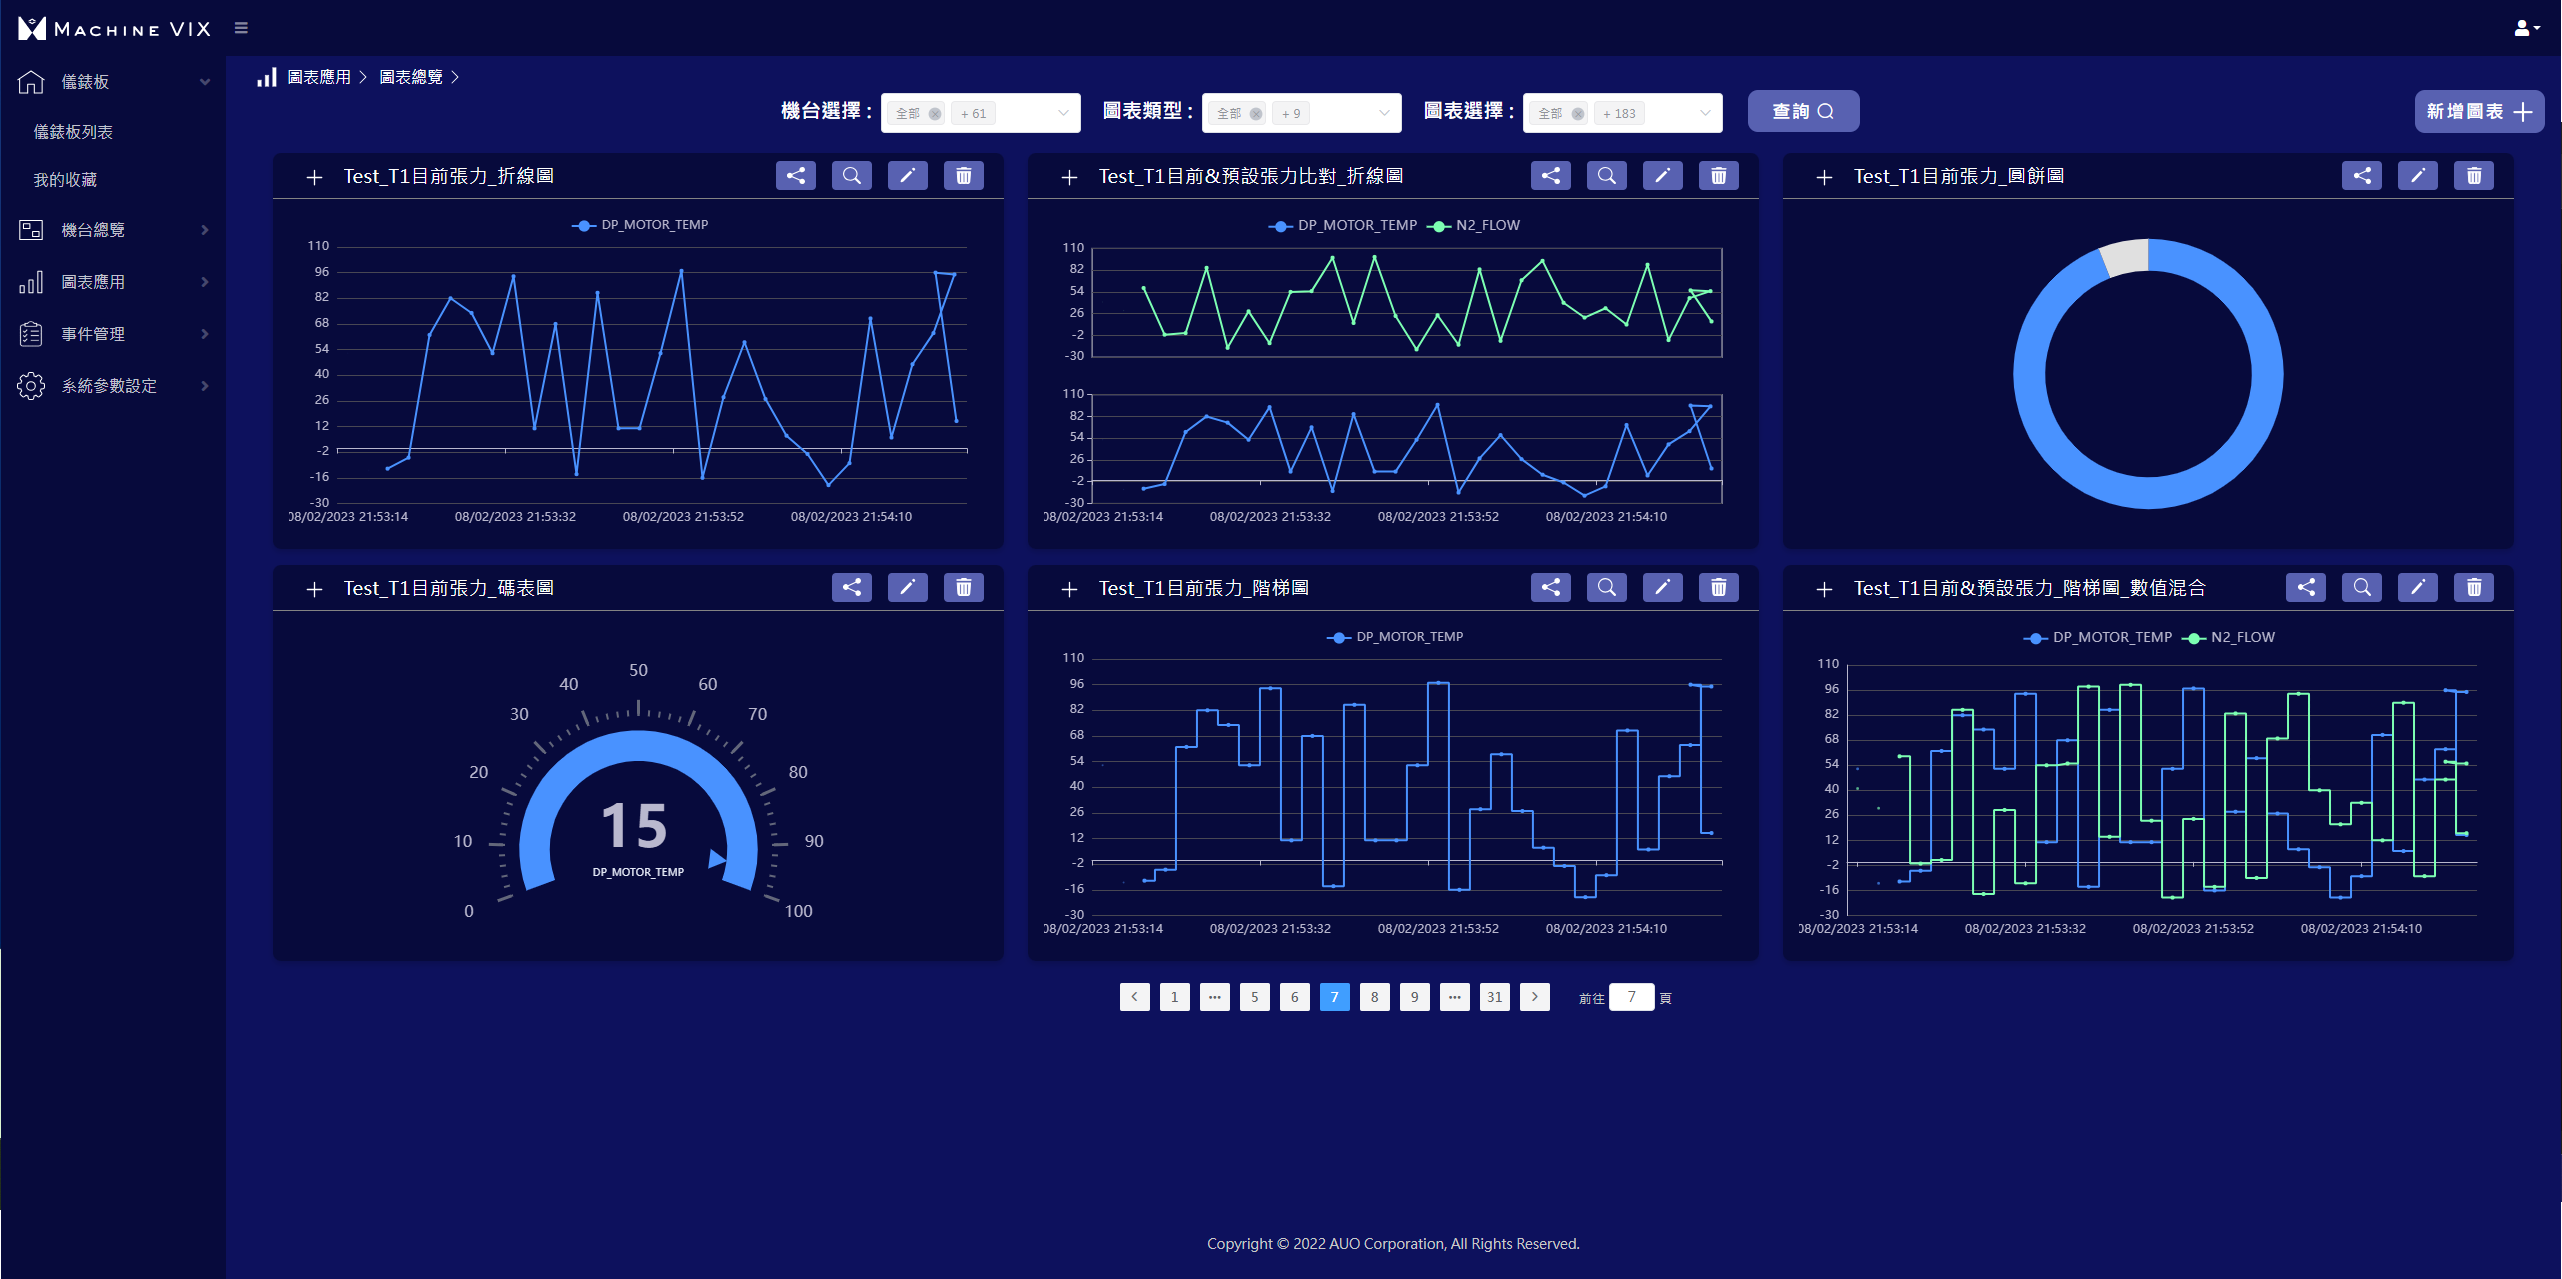 MACHINE VIX
儀錶板
儀錶板列表
我的收藏
機台總覽
圖表應用
事件管理
系統參數設定
圖表應用 > 圖表總覽 >
機台選擇 : 全部 + 61 圖表類型 : 全部 + 9 圖表選擇 : 全部 + 183 查詢
新增圖表
Test_T1目前張力_折線圖
DP_MOTOR_TEMP
110
96
82
68
54
40
26
12
-2
-16
-30
08/02/2023 21:53:14 08/02/2023 21:53:32 08/02/2023 21:53:52 08/02/2023 21:54:10
Test_T1目前&預設張力比對_折線圖
DP_MOTOR_TEMP N2_FLOW
110
82
54
26
-2
-30
110
82
54
26
-2
-30
08/02/2023 21:53:14 08/02/2023 21:53:32 08/02/2023 21:53:52 08/02/2023 21:54:10
Test_T1目前張力_圓餅圖
Test_T1目前張力_碼表圖
0
10
20
30
40
50
60
70
80
90
100
15
DP_MOTOR_TEMP
Test_T1目前張力_階梯圖
DP_MOTOR_TEMP
110
96
82
68
54
40
26
12
-2
-16
-30
08/02/2023 21:53:14 08/02/2023 21:53:32 08/02/2023 21:53:52 08/02/2023 21:54:10
Test_T1目前&預設張力_階梯圖_數值混合
DP_MOTOR_TEMP N2_FLOW
110
96
82
68
54
40
26
12
-2
-16
-30
08/02/2023 21:53:14 08/02/2023 21:53:32 08/02/2023 21:53:52 08/02/2023 21:54:10
< 1 ... 5 6 7 8 9 ... 31 > 前往 7 頁
Copyright © 2022 AUO Corporation, All Rights Reserved.